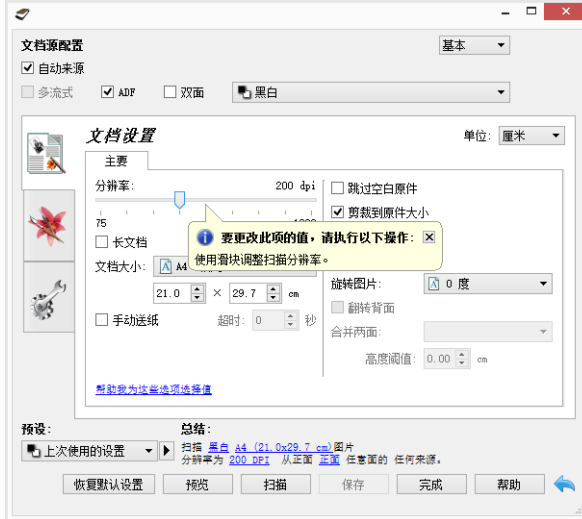 文档源配置
基本
自动来源
多流式 ADF 双面 黑白
文档设置
单位: 厘米
主要
分辨率: 200 dpi
跳过空白原件
75
剪裁到原件大小
长文档
要更改此项的值，请执行以下操作:
使用滑块调整扫描分辨率。
文档大小: A4
21.0 × 29.7 cm
旋转图片: 0 度
翻转背面
手动送纸 超时: 0 秒
合并两面:
高度阈值: 0.00 cm
帮助我为这些选项选择值
预设:
总结:
上次使用的设置
扫描 黑白 A4 (21.0x29.7 cm)图片
分辨率为 200 DPI 从正面 正面 任意面的 任何来源。
恢复默认设置 预览 扫描 保存 完成 帮助